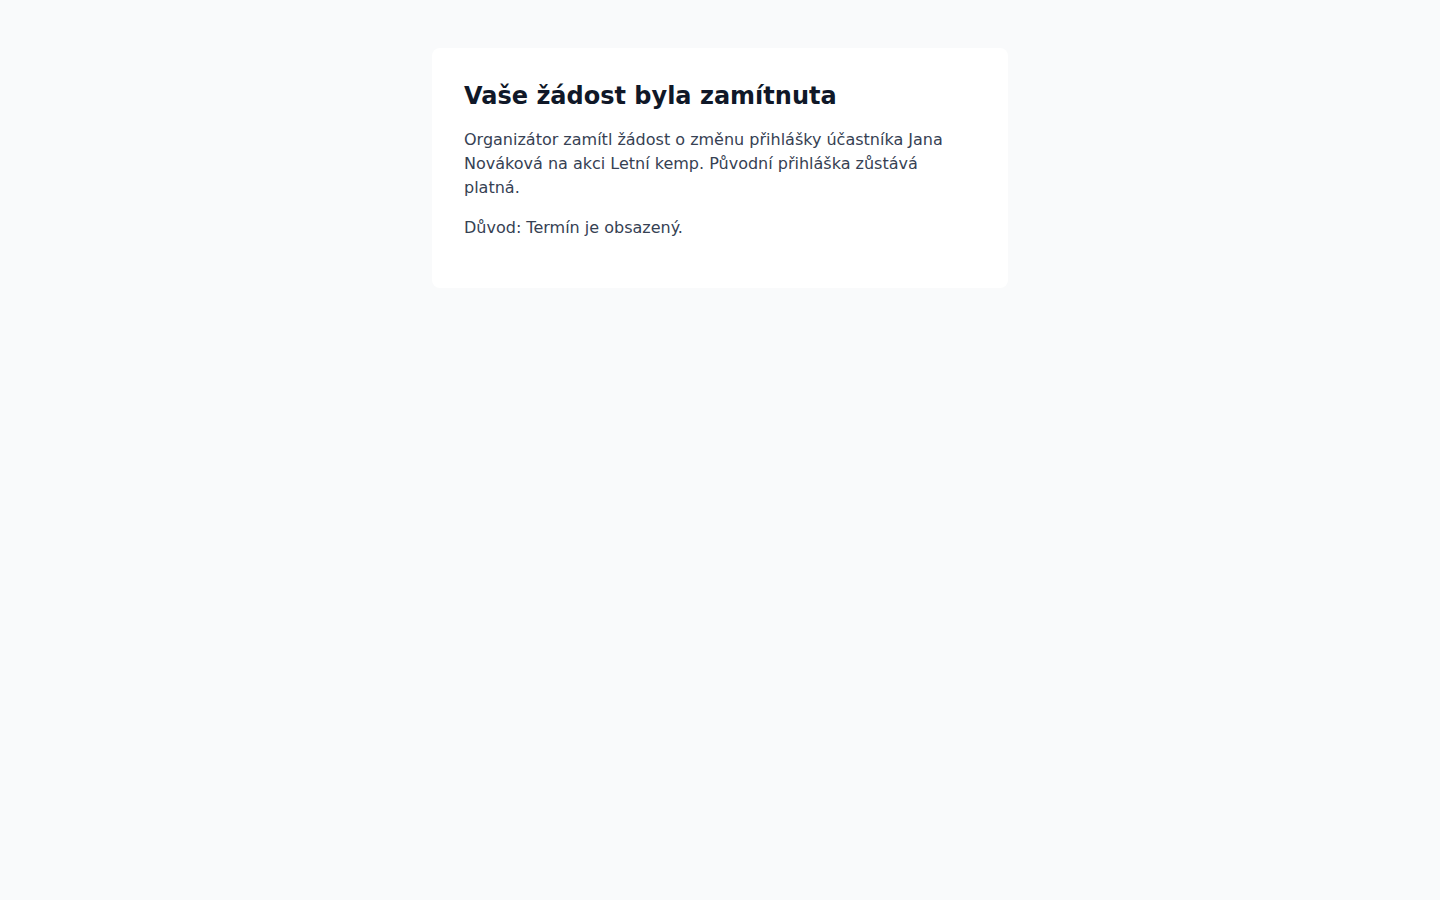 Vaše žádost byla zamítnuta
Organizátor zamítl žádost o změnu přihlášky účastníka Jana
Nováková na akci Letní kemp. Původní přihláška zůstává
platná.
Důvod: Termín je obsazený.